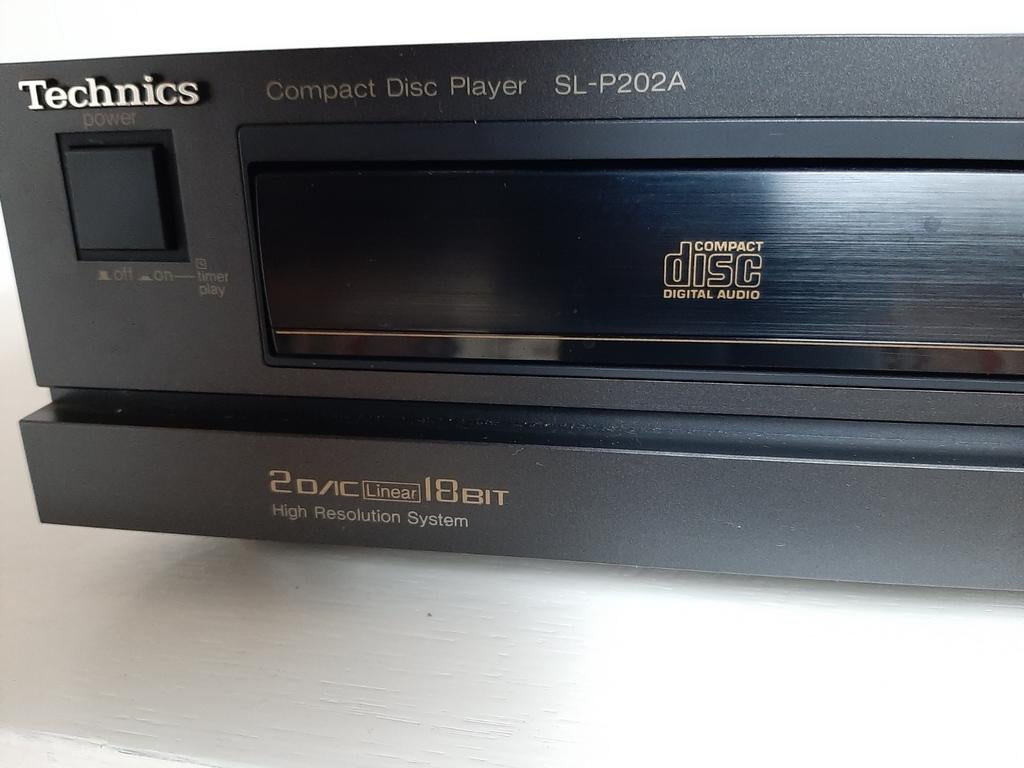 Technics
Compact Disc Player SL-P202A
power
off on
timer
play
COMPACT
disc
DIGITAL AUDIO
2 D/AC Linear 18 BIT
High Resolution System